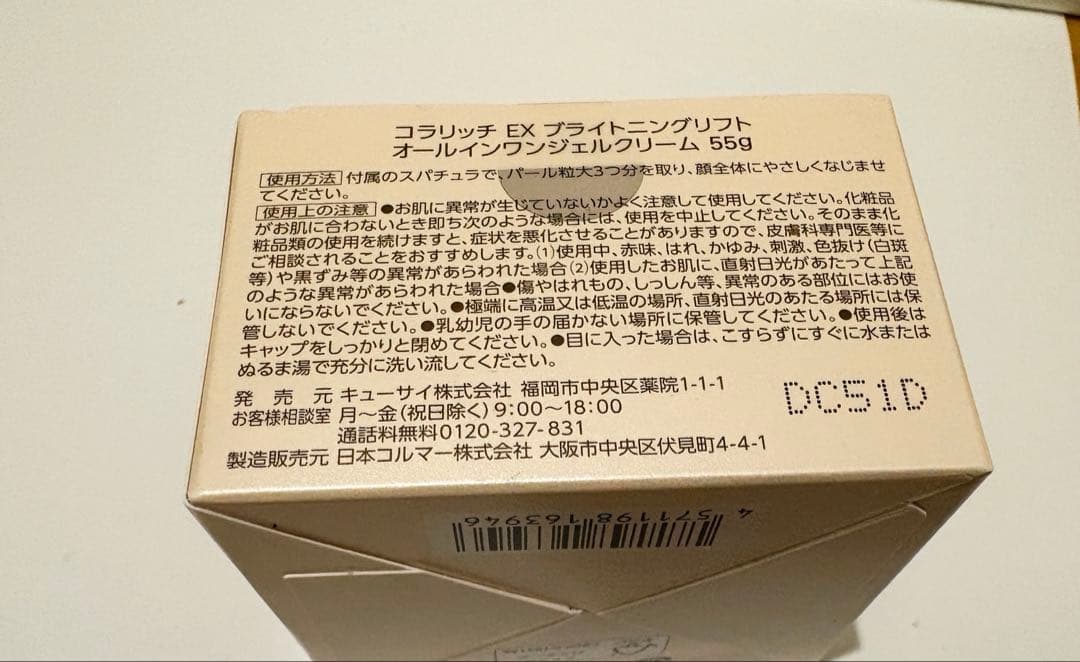 コラリッチ EX ブライトニングリフト
オールインワンジェルクリーム 55g
使用方法 付属のスパチュラで、パール粒大3つ分を取り、顔全体にやさしくなじませ
てください。
使用上の注意 ●お肌に異常が生じていないかよく注意して使用してください。化粧品
がお肌に合わないとき即ち次のような場合には、使用を中止してください。そのまま化
粧品類の使用を続けますと、症状を悪化させることがありますので、皮膚科専門医等に
ご相談されることをおすすめします。(1)使用中、赤味、はれ、かゆみ、刺激、色抜け(白斑
等)や黒ずみ等の異常があらわれた場合(2)使用したお肌に、直射日光があたって上記
のような異常があらわれた場合●傷やはれもの、しっしん等、異常のある部位にはお使
いにならないでください。●極端に高温又は低温の場所、直射日光のあたる場所には保
管しないでください。●乳幼児の手の届かない場所に保管してください。●使用後は
キャップをしっかりと閉めてください。●目に入った場合は、こすらずにすぐに水または
ぬるま湯で充分に洗い流してください。
発売元 キューサイ株式会社 福岡市中央区薬院1-1-1
お客様相談室 月～金(祝日除く)9:00～18:00
通話料無料0120-327-831
製造販売元 日本コルマー株式会社 大阪市中央区伏見町4-4-1
DC51D
4571198163946